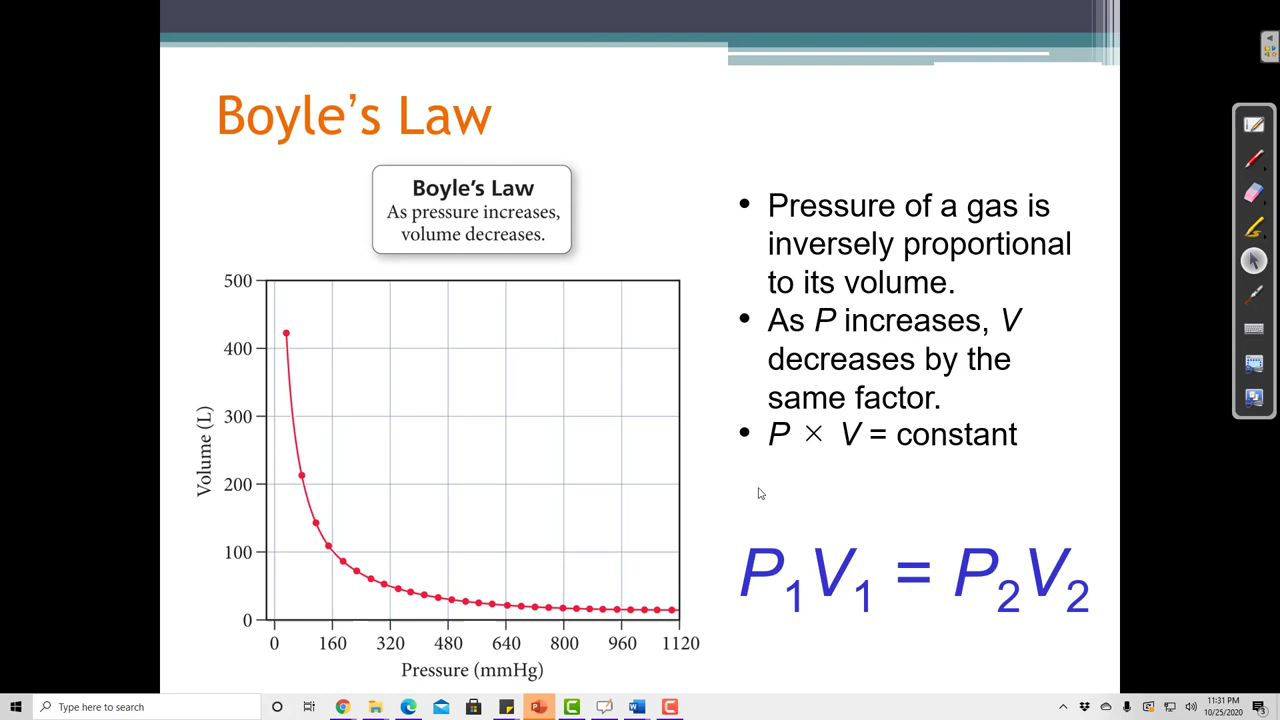 Boyle’s Law
Boyle’s Law
As pressure increases,
volume decreases.
500
400
300
200
100
0
Volume (L)
0 160 320 480 640 800 960 1120
Pressure (mmHg)
• Pressure of a gas is
inversely proportional
to its volume.
• As P increases, V
decreases by the
same factor.
• P × V = constant
P₁V₁ = P₂V₂
Type here to search
11:31 PM
10/25/2020
3